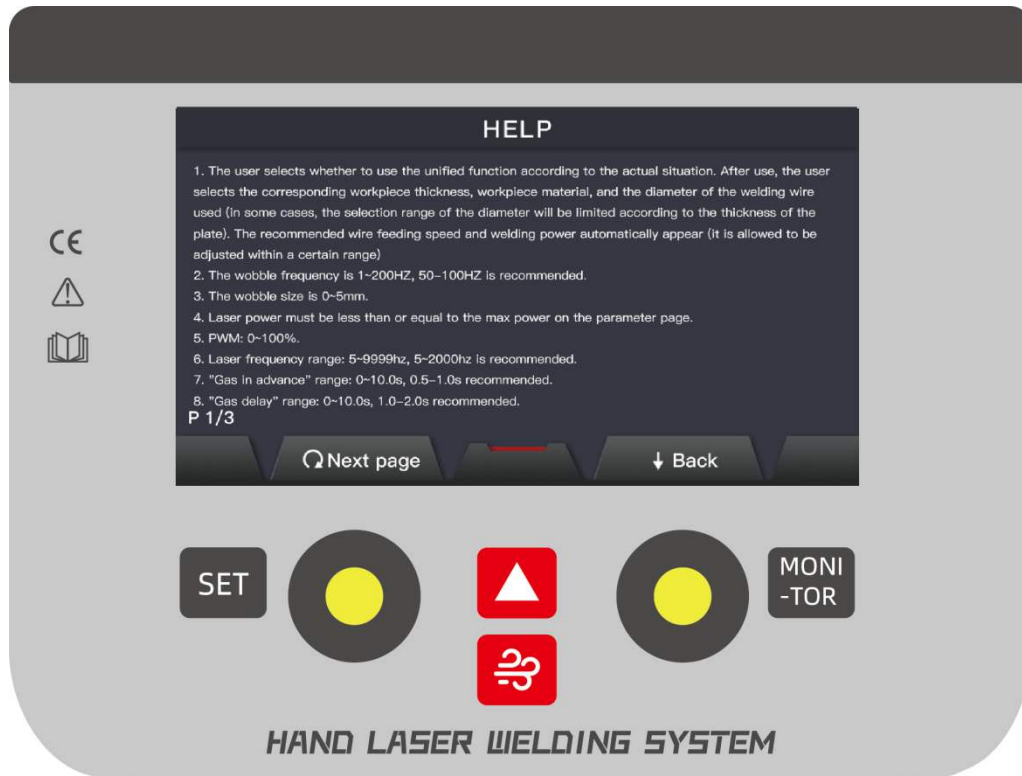 HELP
1. The user selects whether to use the unified function according to the actual situation. After use, the user
selects the corresponding workpiece thickness, workpiece material, and the diameter of the welding wire
used (in some cases, the selection range of the diameter will be limited according to the thickness of the
plate). The recommended wire feeding speed and welding power automatically appear (it is allowed to be
adjusted within a certain range)
2. The wobble frequency is 1~200HZ, 50–100HZ is recommended.
3. The wobble size is 0~5mm.
4. Laser power must be less than or equal to the max power on the parameter page.
5. PWM: 0~100%.
6. Laser frequency range: 5~9999hz, 5~2000hz is recommended.
7. "Gas in advance" range: 0~10.0s, 0.5–1.0s recommended.
8. "Gas delay" range: 0~10.0s, 1.0–2.0s recommended.
P 1/3
Next page
Back
CE
SET
MONI
-TOR
HAND LASER WELDING SYSTEM